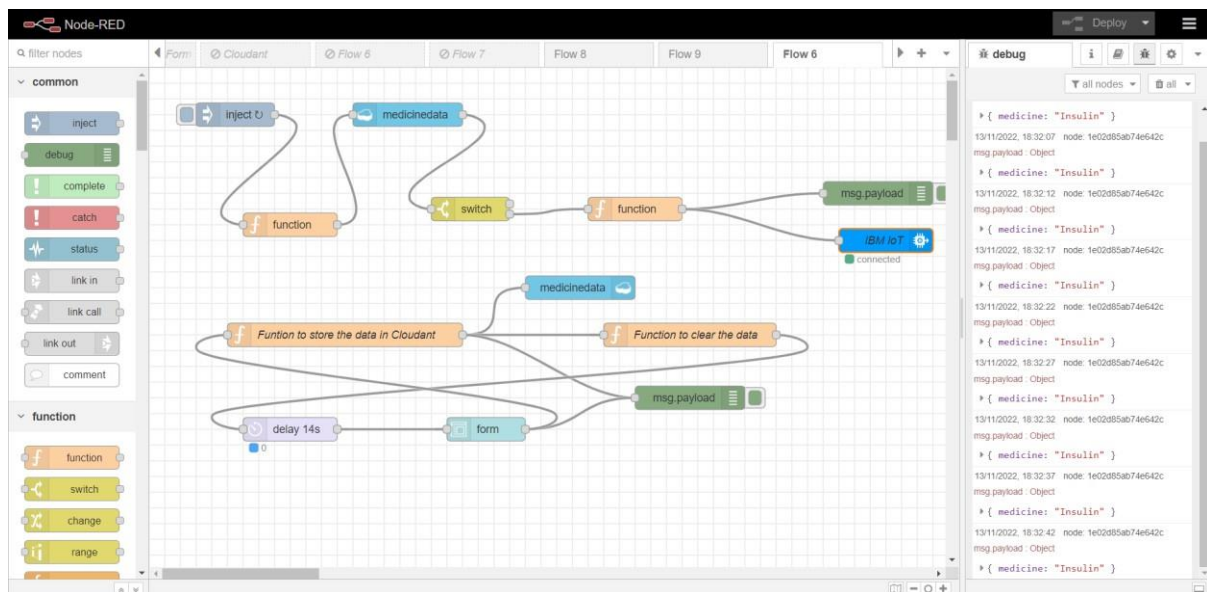 Node-RED
Deploy
filter nodes
Form
Cloudant
Flow 6
Flow 7
Flow 8
Flow 9
Flow 6
debug
i
all nodes
all
common
inject
debug
complete
catch
status
link in
link call
link out
comment
function
function
switch
change
range
inject ↻
medicinedata
function
switch
function
msg.payload
IBM IoT
connected
medicinedata
Funtion to store the data in Cloudant
Function to clear the data
msg.payload
delay 14s
form
0
{ medicine: "Insulin" }
13/11/2022, 18:32:07 node: 1e02d85ab74e642c
msg.payload : Object
{ medicine: "Insulin" }
13/11/2022, 18:32:12 node: 1e02d85ab74e642c
msg.payload : Object
{ medicine: "Insulin" }
13/11/2022, 18:32:17 node: 1e02d85ab74e642c
msg.payload : Object
{ medicine: "Insulin" }
13/11/2022, 18:32:22 node: 1e02d85ab74e642c
msg.payload : Object
{ medicine: "Insulin" }
13/11/2022, 18:32:27 node: 1e02d85ab74e642c
msg.payload : Object
{ medicine: "Insulin" }
13/11/2022, 18:32:32 node: 1e02d85ab74e642c
msg.payload : Object
{ medicine: "Insulin" }
13/11/2022, 18:32:37 node: 1e02d85ab74e642c
msg.payload : Object
{ medicine: "Insulin" }
13/11/2022, 18:32:42 node: 1e02d85ab74e642c
msg.payload : Object
{ medicine: "Insulin" }